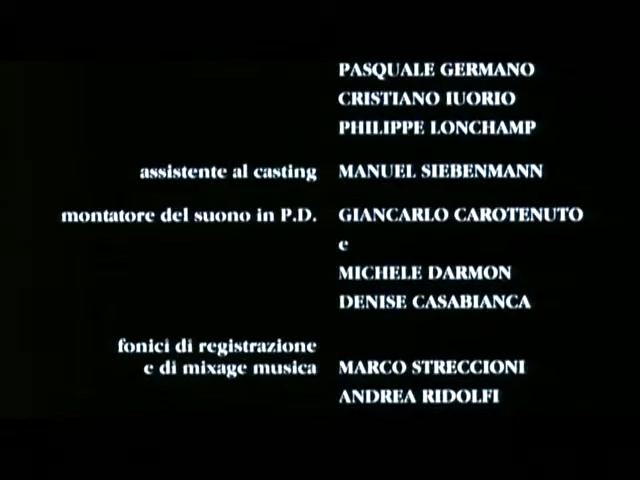 PASQUALE GERMANO
CRISTIANO IUORIO
PHILIPPE LONCHAMP
assistente al casting MANUEL SIEBENMANN
montatore del suono in P.D. GIANCARLO CAROTENUTO
e
MICHELE DARMON
DENISE CASABIANCA
fonici di registrazione
e di mixage musica MARCO STRECCIONI
ANDREA RIDOLFI